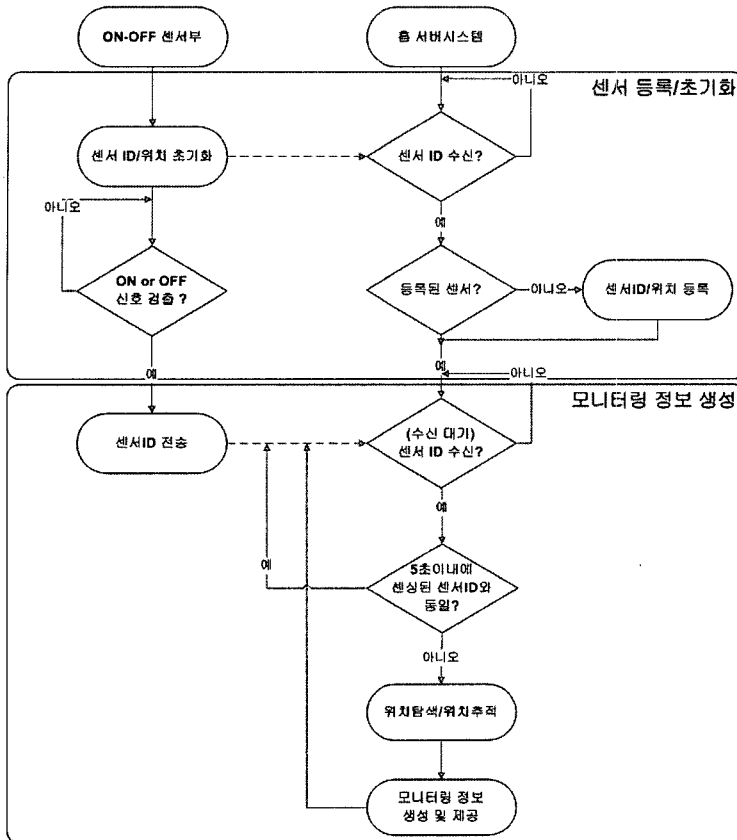 ON-OFF 센서부
홈 서버시스템
센서 등록/초기화
아니오
센서 ID/위치 초기화
센서 ID 수신?
아니오
예
ON or OFF
신호 검출 ?
등록된 센서?
아니오
센서ID/위치 등록
예
예
아니오
모니터링 정보 생성
센서ID 전송
(수신 대기)
센서 ID 수신?
예
예
5초이내에
센싱된 센서ID와
동일?
아니오
위치탐색/위치추적
모니터링 정보
생성 및 제공